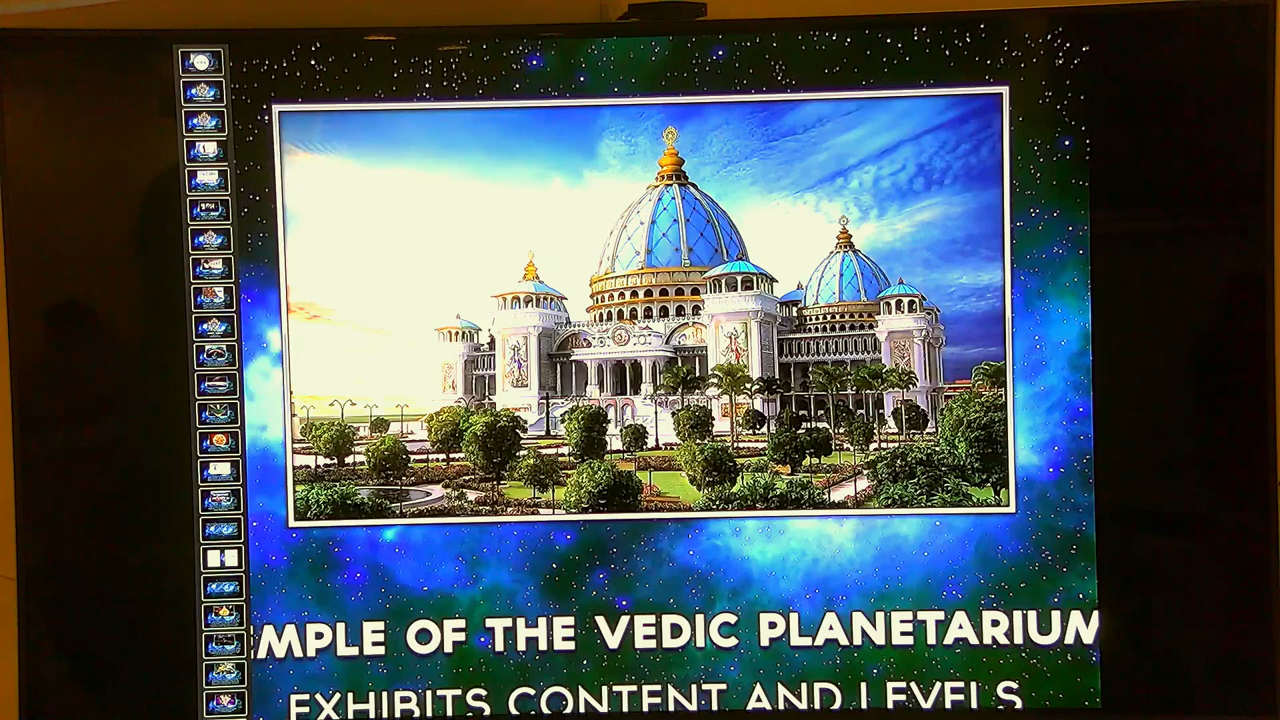 MPLE OF THE VEDIC PLANETARIUM
EXHIBITS CONTENT AND LEVELS